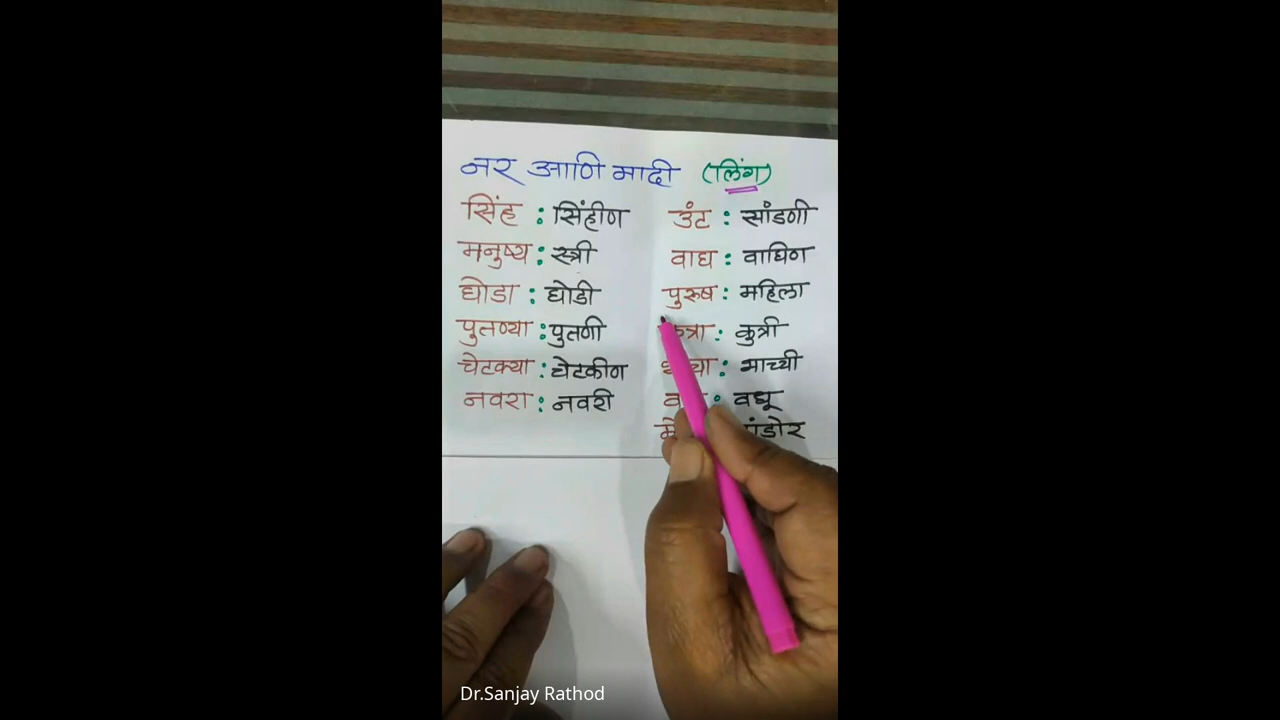 नर आणि मादी (लिंग)
सिंह : सिंहीण
मनुष्य : स्त्री
घोडा : घोडी
पुतण्या : पुतणी
चेटक्या : चेटकीण
नवरा : नवरी
उंट : सांडणी
वाघ : वाघिण
पुरुष : महिला
: कुत्री
: भाच्यी
: वधू
Dr.Sanjay Rathod